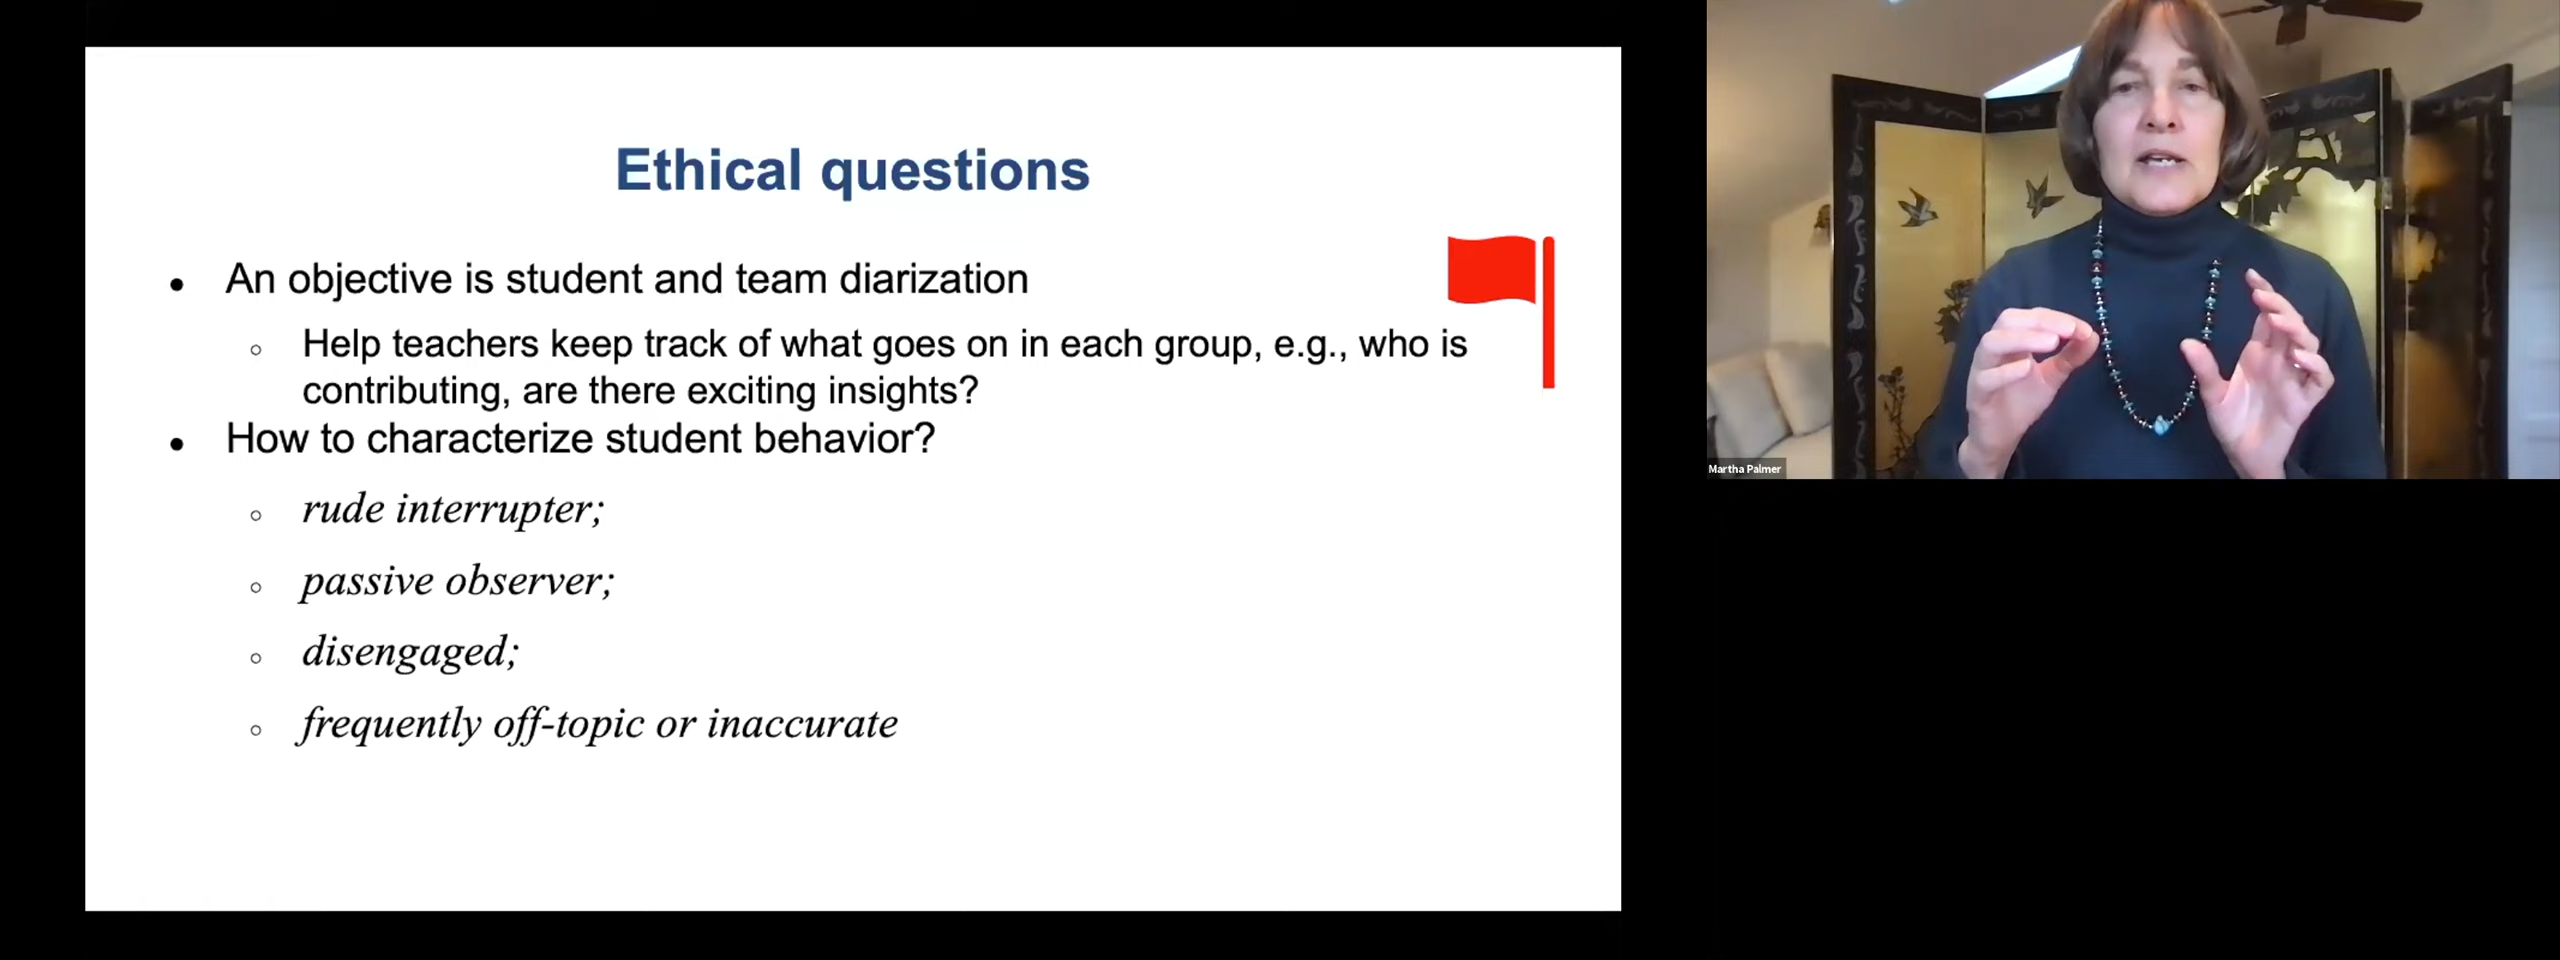 Ethical questions
An objective is student and team diarization
Help teachers keep track of what goes on in each group, e.g., who is
contributing, are there exciting insights?
How to characterize student behavior?
rude interrupter;
passive observer;
disengaged;
frequently off-topic or inaccurate
Martha Palmer